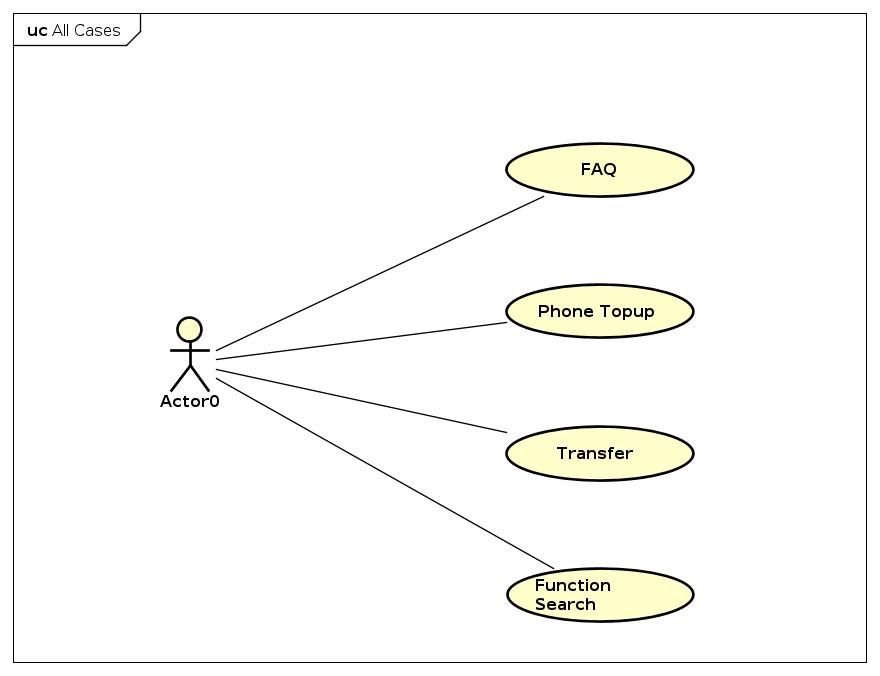 uc All Cases
FAQ
Phone Topup
Actor0
Transfer
Function
Search